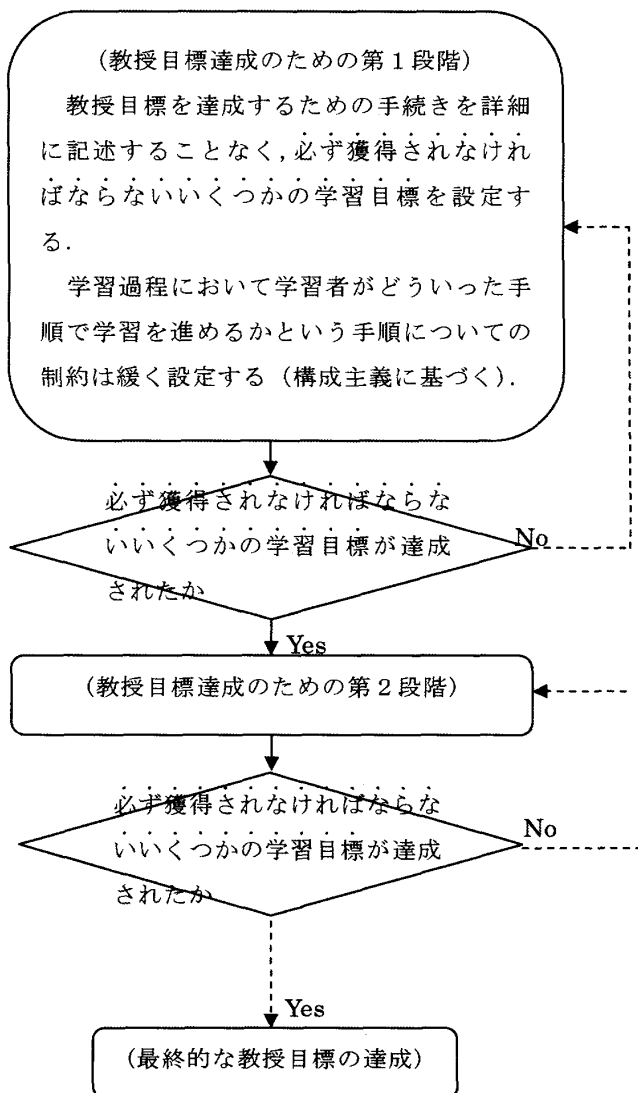 (教授目標達成のための第1段階)
教授目標を達成するための手続きを詳細
に記述することなく,必ず獲得されなけれ
ばならないいくつかの学習目標を設定す
る.
学習過程において学習者がどういった手
順で学習を進めるかという手順についての
制約は緩く設定する (構成主義に基づく).
必ず獲得されなければならな
いいくつかの学習目標が達成
されたか
No
Yes
(教授目標達成のための第2段階)
必ず獲得されなければならな
いいくつかの学習目標が達成
されたか
No
Yes
(最終的な教授目標の達成)